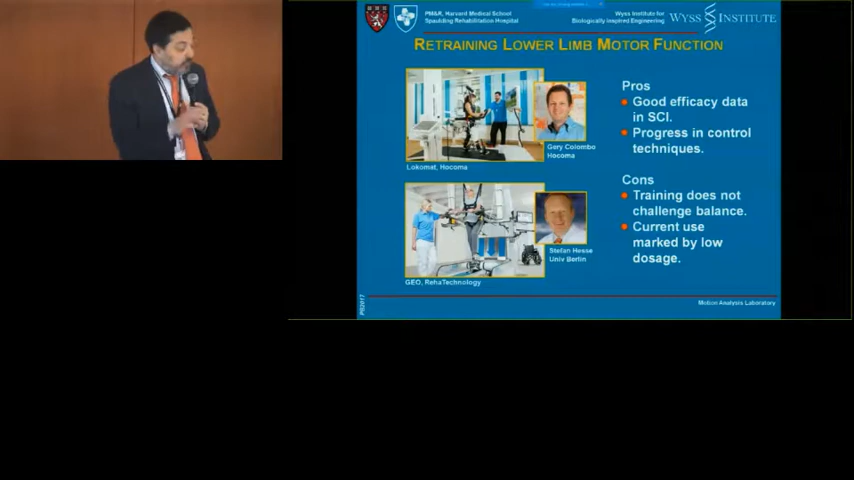 PM&R, Harvard Medical School
Spaulding Rehabilitation Hospital
Wyss Institute for
Biologically Inspired Engineering
WYSS INSTITUTE
RETRAINING LOWER LIMB MOTOR FUNCTION
Gery Colombo
Hocoma
Lokomat, Hocoma
Stefan Hesse
Univ Berlin
GEO, RehaTechnology
Pros
Good efficacy data
in SCI.
Progress in control
techniques.
Cons
Training does not
challenge balance.
Current use
marked by low
dosage.
PB2017
Motion Analysis Laboratory